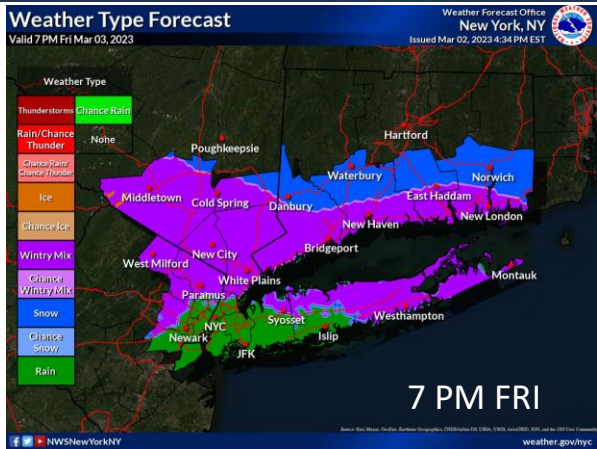 Weather Type Forecast
Valid 7 PM Fri Mar 03, 2023
Weather Forecast Office
New York, NY
Issued Mar 02, 2023 4:34 PM EST
Weather Type
Thunderstorms
Chance Rain
Rain/Chance
Thunder
None
Chance Rain/
Chance Thunder
Ice
Chance Ice
Wintry Mix
Chance
Wintry Mix
Snow
Chance
Snow
Rain
Hartford
Poughkeepsie
Waterbury
Norwich
Middletown
Cold Spring
Danbury
East Haddam
New London
New Haven
Bridgeport
New City
West Milford
White Plains
Montauk
Paramus
Westhampton
Syosset
NYC
Newark
Islip
JFK
7 PM FRI
NWSNewYorkNY
weather.gov/nyc